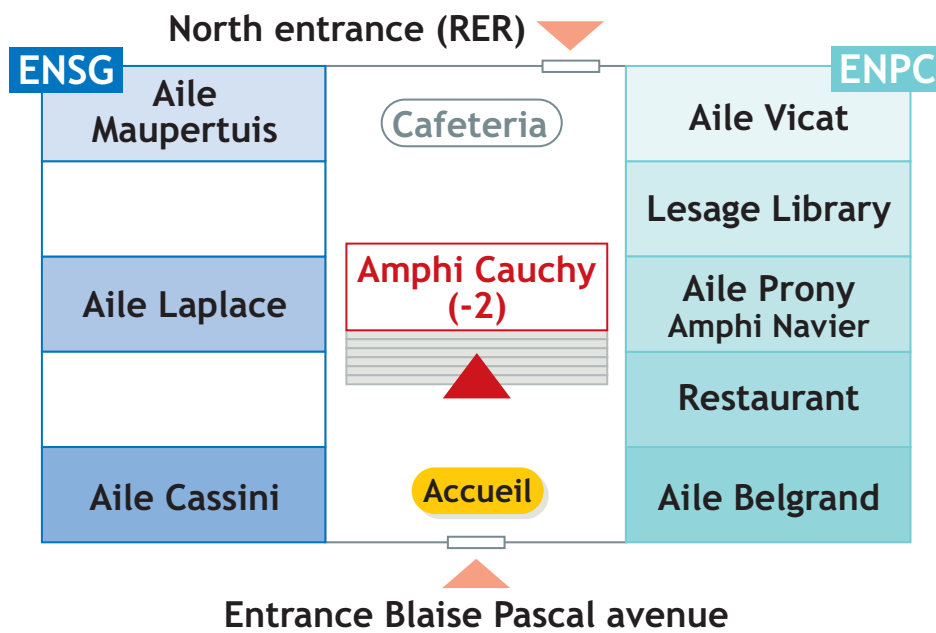 North entrance (RER)
ENSG
ENPC
Aile
Maupertuis
Cafeteria
Aile Vicat
Lesage Library
Amphi Cauchy
(-2)
Aile Laplace
Aile Prony
Amphi Navier
Restaurant
Aile Cassini
Accueil
Aile Belgrand
Entrance Blaise Pascal avenue